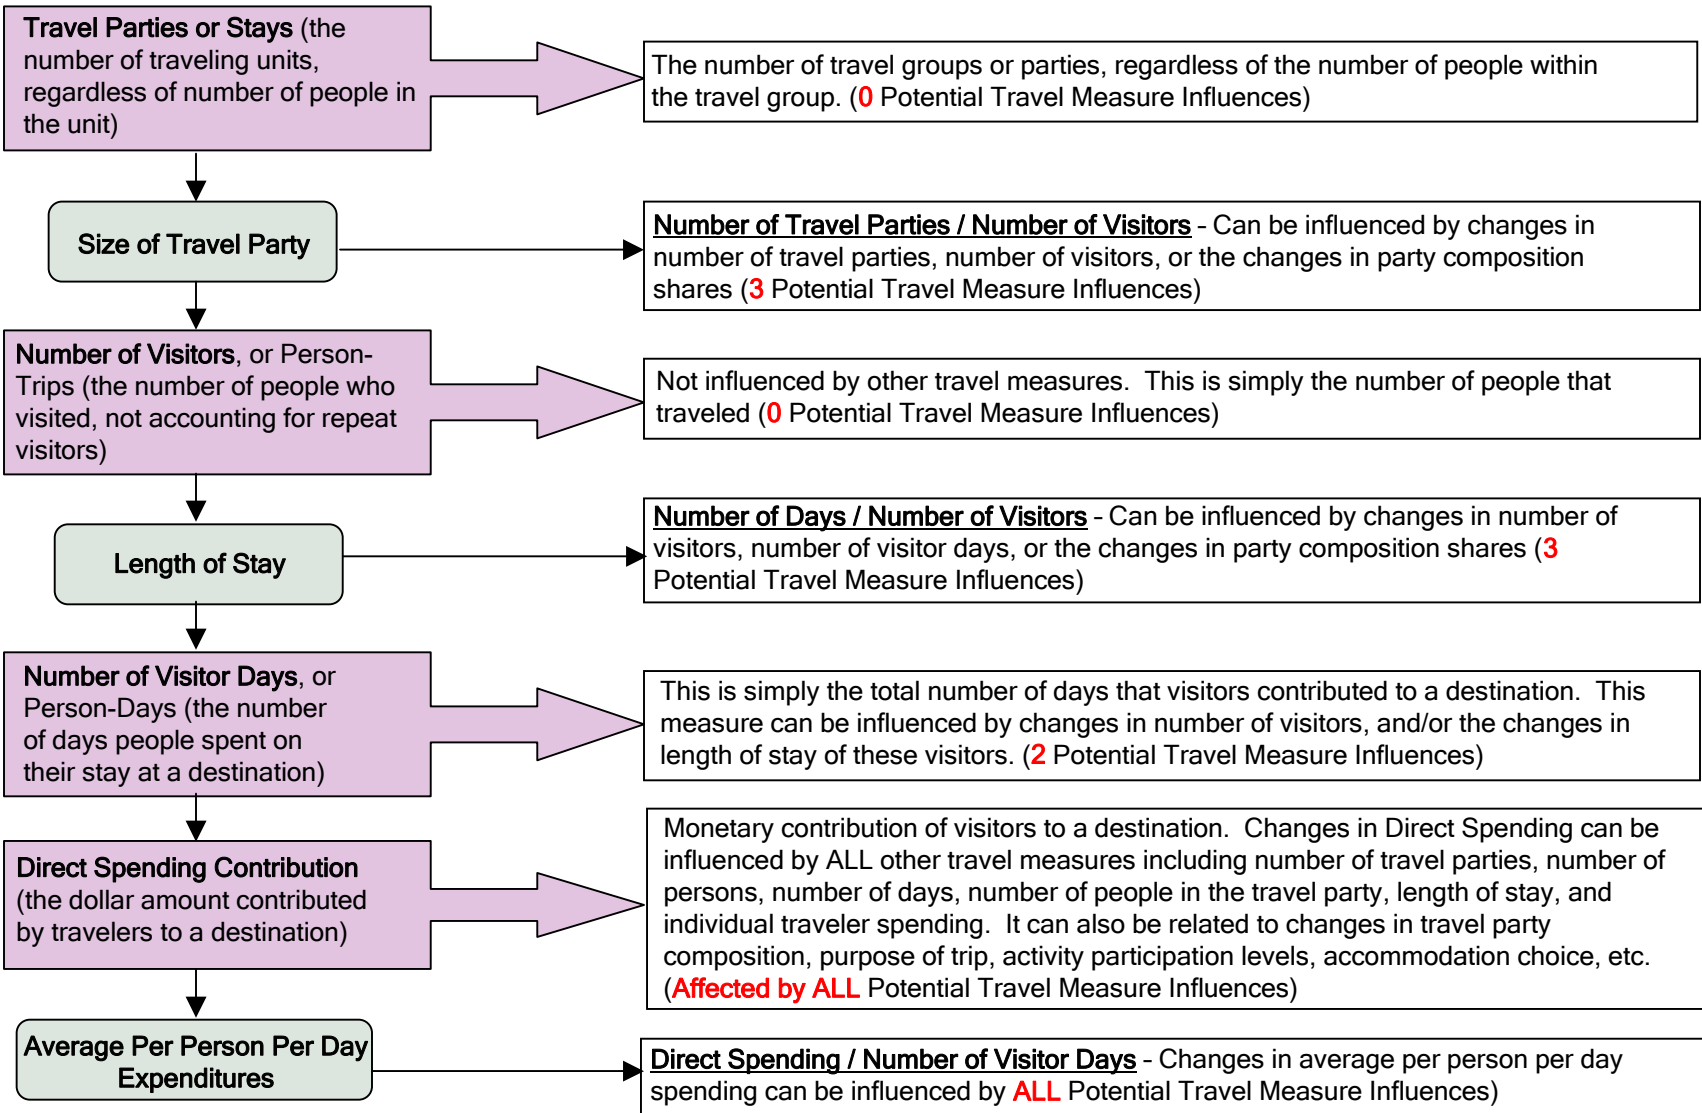 Travel Parties or Stays (the
number of traveling units,
regardless of number of people in
the unit)
The number of travel groups or parties, regardless of the number of people within
the travel group. (0 Potential Travel Measure Influences)
Size of Travel Party
Number of Travel Parties / Number of Visitors - Can be influenced by changes in
number of travel parties, number of visitors, or the changes in party composition
shares (3 Potential Travel Measure Influences)
Number of Visitors, or Person-
Trips (the number of people who
visited, not accounting for repeat
visitors)
Not influenced by other travel measures.  This is simply the number of people that
traveled (0 Potential Travel Measure Influences)
Length of Stay
Number of Days / Number of Visitors - Can be influenced by changes in number of
visitors, number of visitor days, or the changes in party composition shares (3
Potential Travel Measure Influences)
Number of Visitor Days, or
Person-Days (the number
of days people spent on
their stay at a destination)
This is simply the total number of days that visitors contributed to a destination.  This
measure can be influenced by changes in number of visitors, and/or the changes in
length of stay of these visitors. (2 Potential Travel Measure Influences)
Direct Spending Contribution
(the dollar amount contributed
by travelers to a destination)
Monetary contribution of visitors to a destination.  Changes in Direct Spending can be
influenced by ALL other travel measures including number of travel parties, number of
persons, number of days, number of people in the travel party, length of stay, and
individual traveler spending.  It can also be related to changes in travel party
composition, purpose of trip, activity participation levels, accommodation choice, etc.
(Affected by ALL Potential Travel Measure Influences)
Average Per Person Per Day
Expenditures
Direct Spending / Number of Visitor Days - Changes in average per person per day
spending can be influenced by ALL Potential Travel Measure Influences)